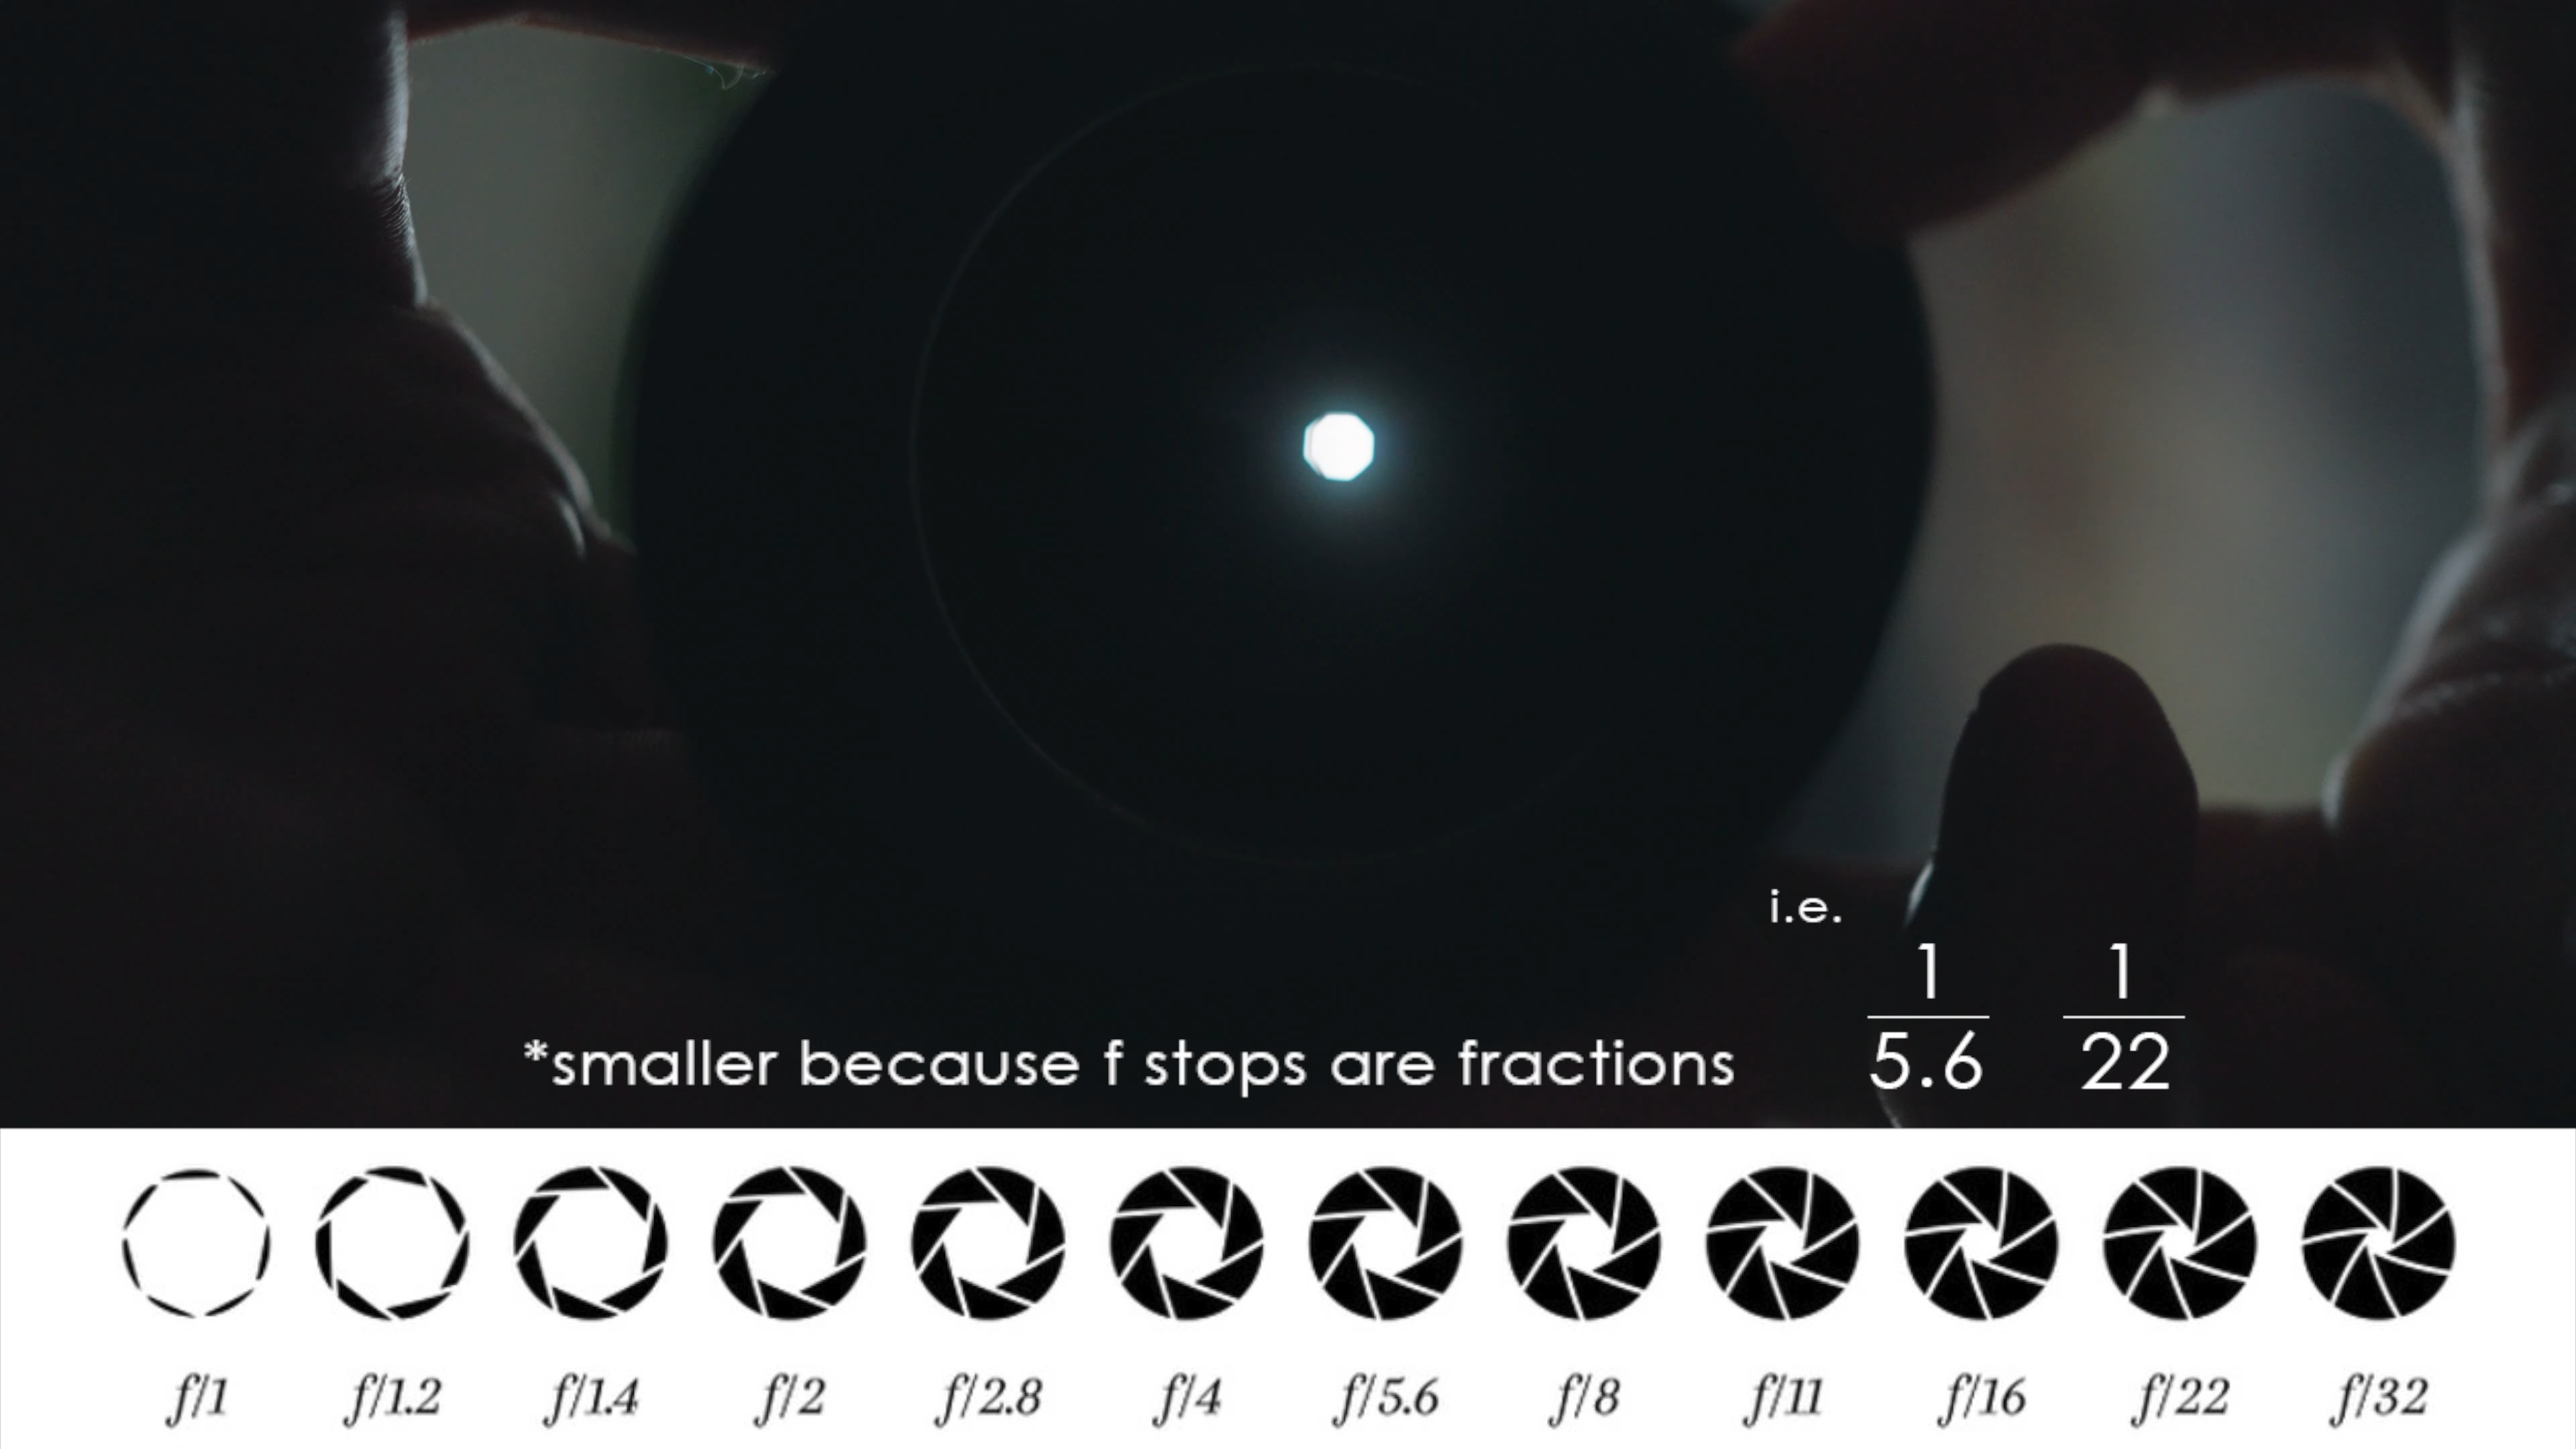 i.e.
*smaller because f stops are fractions
1
5.6
1
22
f/1 f/1.2 f/1.4 f/2 f/2.8 f/4 f/5.6 f/8 f/11 f/16 f/22 f/32